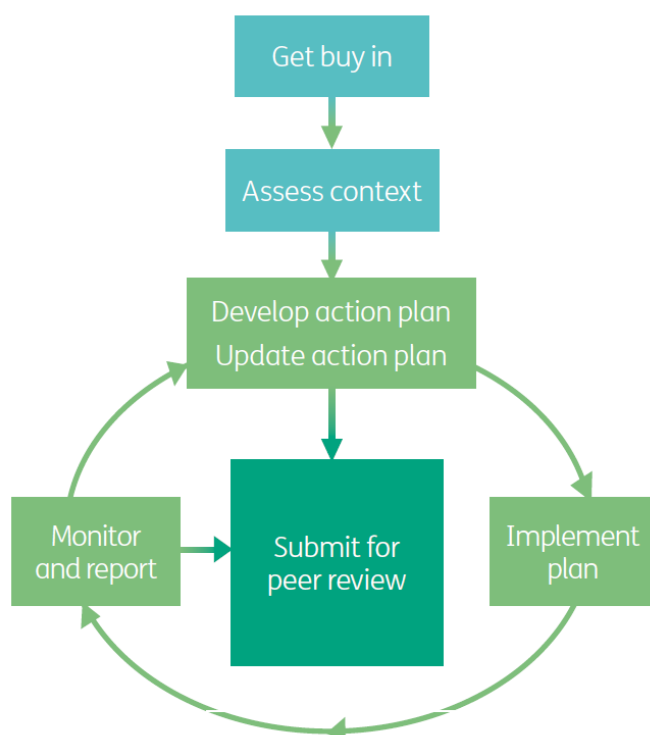 Get buy in
Assess context
Develop action plan
Update action plan
Monitor
and report
Submit for
peer review
Implement
plan